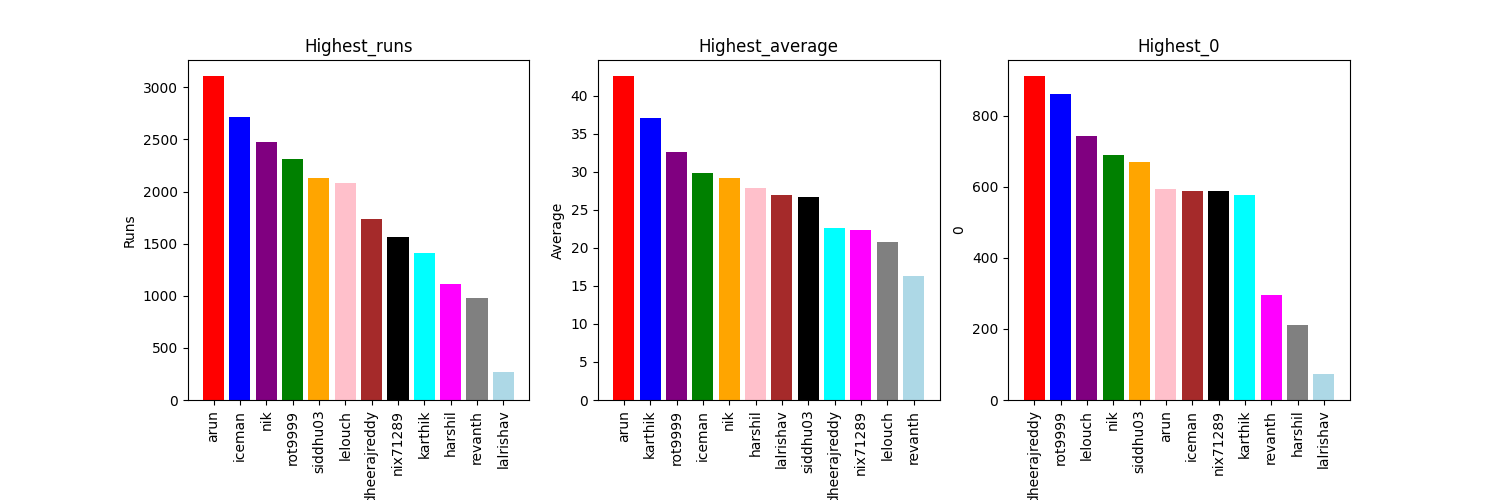 Highest_runs
Runs
3000
2500
2000
1500
1000
500
0
arun
iceman
nik
rot9999
siddhu03
lelouch
dheerajreddy
nix71289
karthik
harshil
revanth
lalrishav
Highest_average
Average
40
35
30
25
20
15
10
5
0
arun
karthik
rot9999
iceman
nik
harshil
lalrishav
siddhu03
dheerajreddy
nix71289
lelouch
revanth
Highest_0
0
800
600
400
200
0
dheerajreddy
rot9999
lelouch
nik
siddhu03
arun
iceman
nix71289
karthik
revanth
harshil
lalrishav